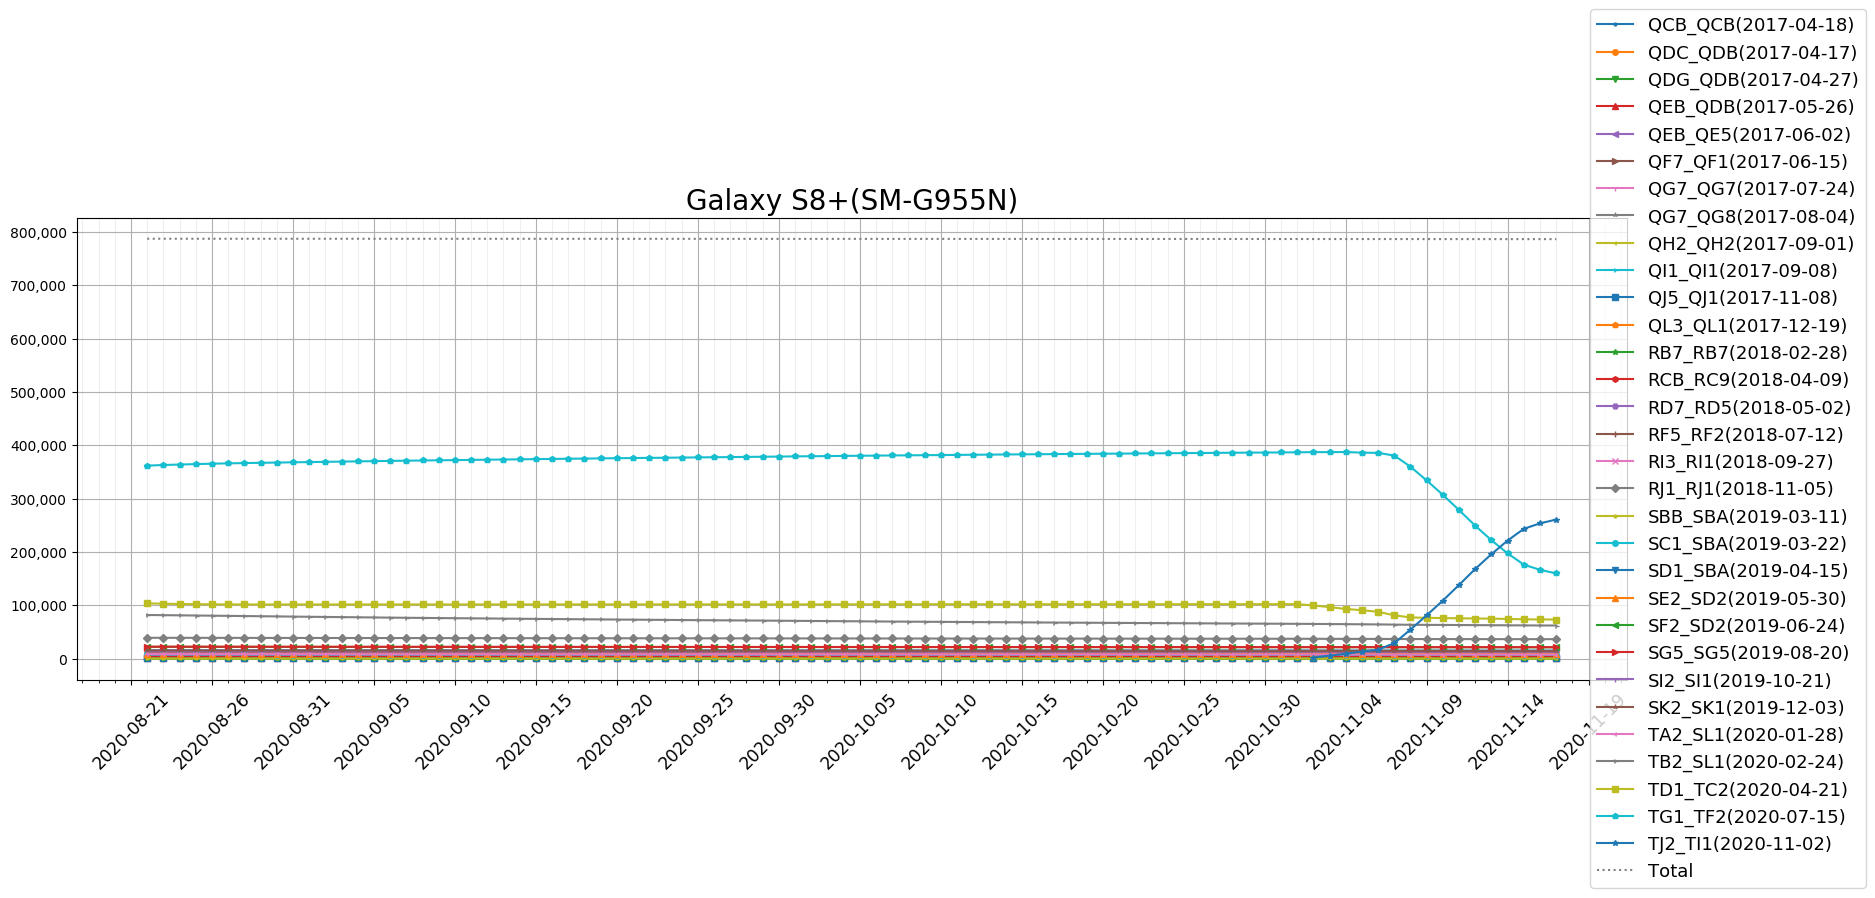 Galaxy S8+(SM-G955N)
800,000
700,000
600,000
500,000
400,000
300,000
200,000
100,000
0
2020-08-21
2020-08-26
2020-08-31
2020-09-05
2020-09-10
2020-09-15
2020-09-20
2020-09-25
2020-09-30
2020-10-05
2020-10-10
2020-10-15
2020-10-20
2020-10-25
2020-10-30
2020-11-04
2020-11-09
2020-11-14
2020-11-19
QCB_QCB(2017-04-18)
QDC_QDB(2017-04-17)
QDG_QDB(2017-04-27)
QEB_QDB(2017-05-26)
QEB_QE5(2017-06-02)
QF7_QF1(2017-06-15)
QG7_QG7(2017-07-24)
QG7_QG8(2017-08-04)
QH2_QH2(2017-09-01)
QI1_QI1(2017-09-08)
QJ5_QJ1(2017-11-08)
QL3_QL1(2017-12-19)
RB7_RB7(2018-02-28)
RCB_RC9(2018-04-09)
RD7_RD5(2018-05-02)
RF5_RF2(2018-07-12)
RI3_RI1(2018-09-27)
RJ1_RJ1(2018-11-05)
SBB_SBA(2019-03-11)
SC1_SBA(2019-03-22)
SD1_SBA(2019-04-15)
SE2_SD2(2019-05-30)
SF2_SD2(2019-06-24)
SG5_SG5(2019-08-20)
SI2_SI1(2019-10-21)
SK2_SK1(2019-12-03)
TA2_SL1(2020-01-28)
TB2_SL1(2020-02-24)
TD1_TC2(2020-04-21)
TG1_TF2(2020-07-15)
TJ2_TI1(2020-11-02)
Total